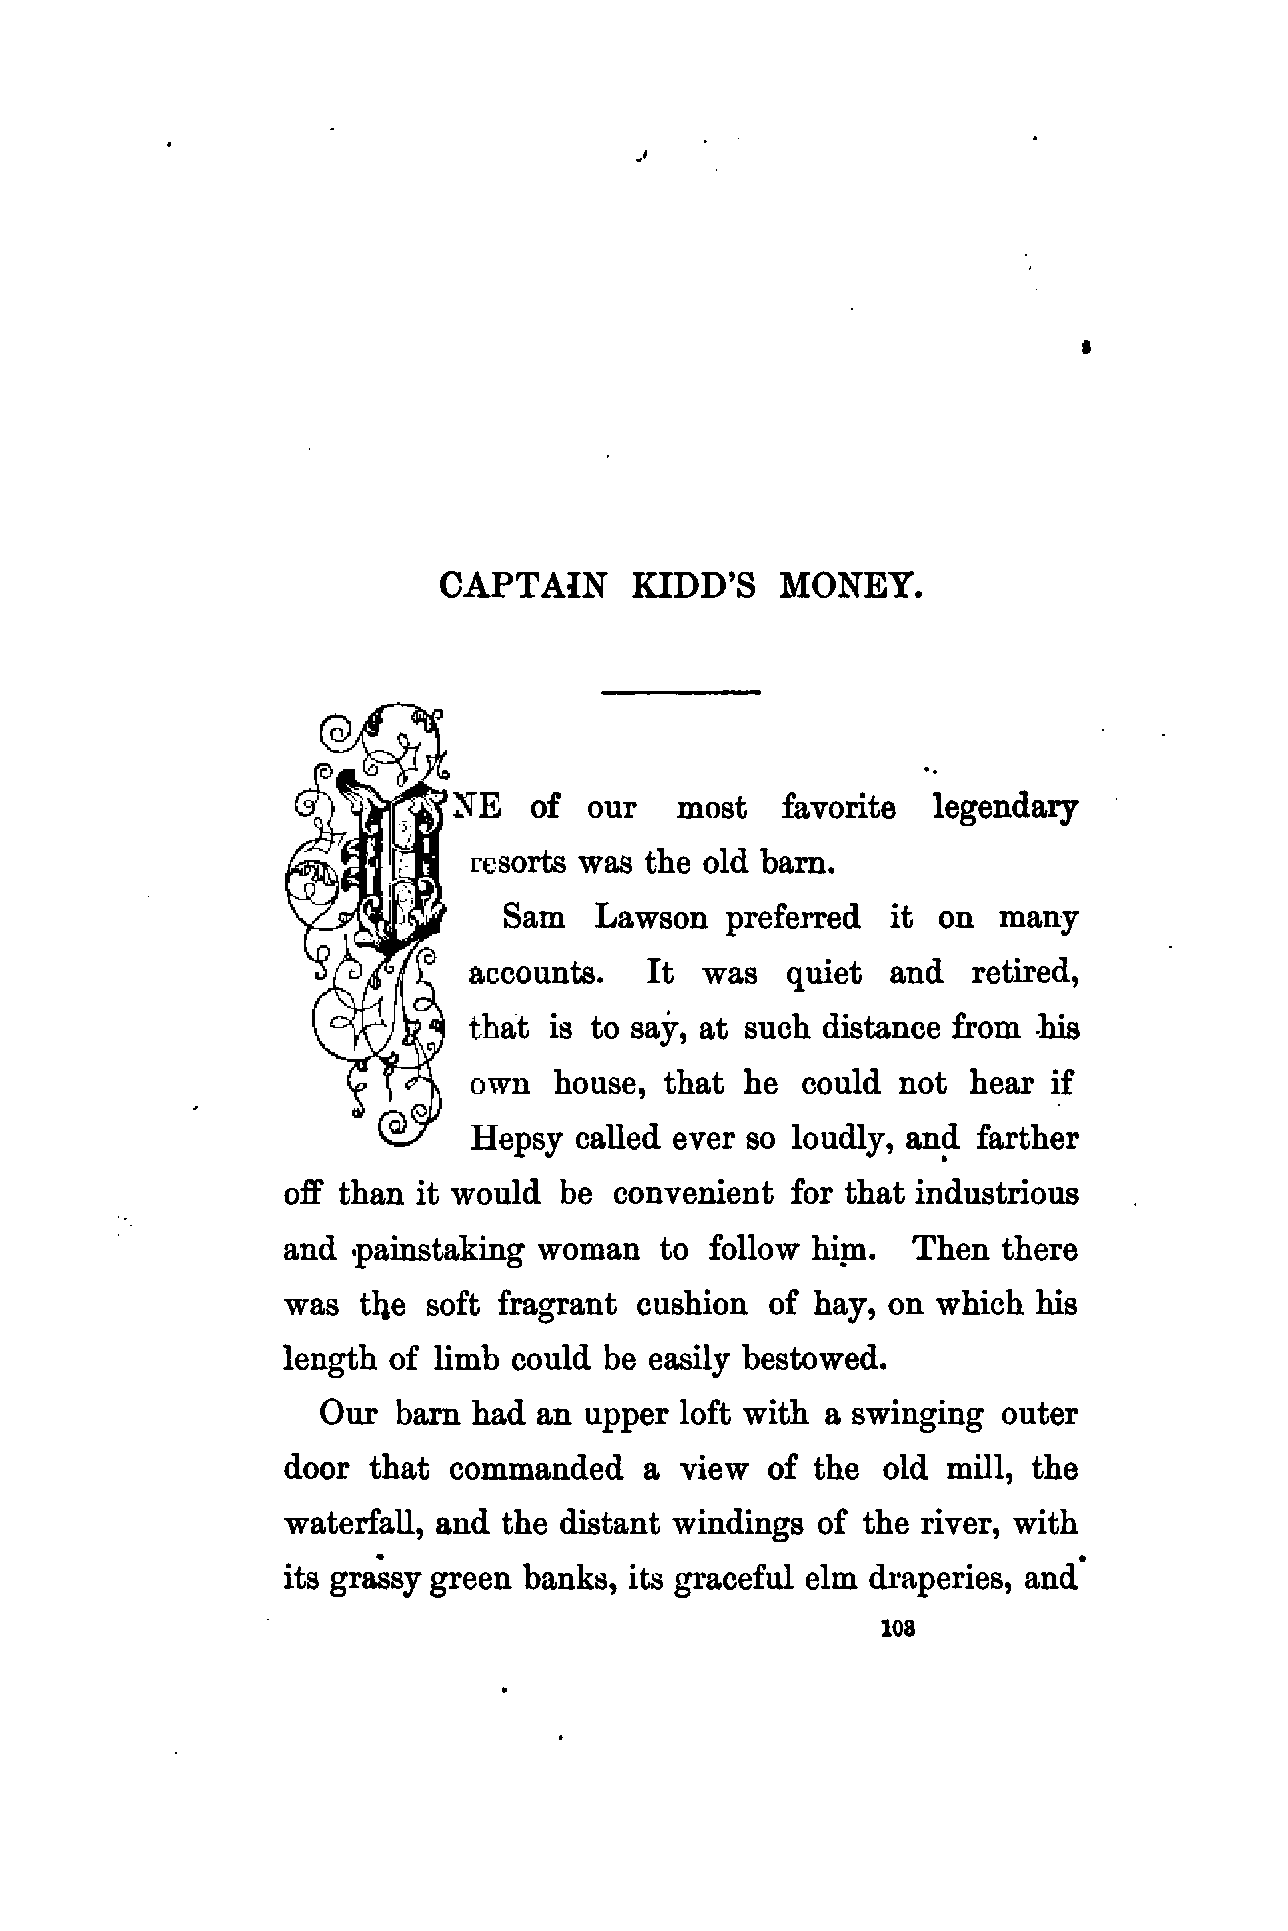 CAPTAIN KIDD'S MONEY.
ONE of our most favorite legendary
resorts was the old barn.
Sam Lawson preferred it on many
accounts. It was quiet and retired,
that is to say, at such distance from his
own house, that he could not hear if
Hepsy called ever so loudly, and farther
off than it would be convenient for that industrious
and painstaking woman to follow him. Then there
was the soft fragrant cushion of hay, on which his
length of limb could be easily bestowed.
Our barn had an upper loft with a swinging outer
door that commanded a view of the old mill, the
waterfall, and the distant windings of the river, with
its grassy green banks, its graceful elm draperies, and
103